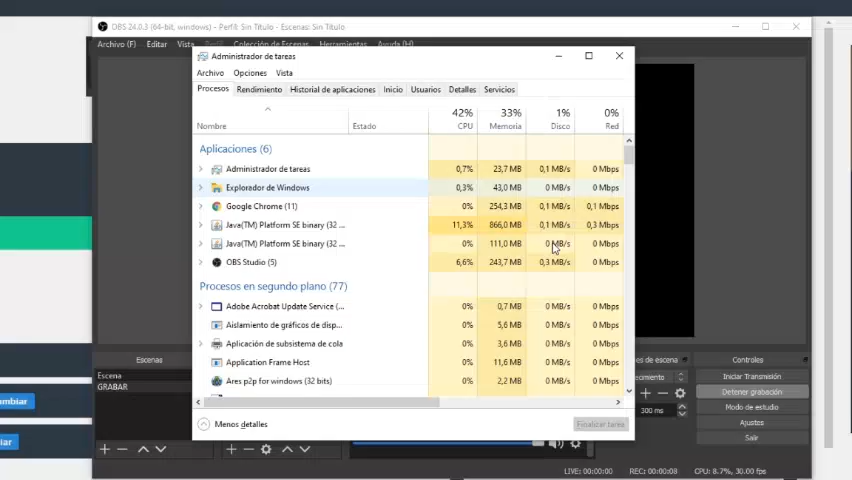 OBS 24.0.3 (64-bit, windows) - Perfil: Sin Título - Escenas: Sin Título
Archivo (F) Editar Vista Perfil Colección de Escenas Herramientas Ayuda (H)
Administrador de tareas
Archivo Opciones Vista
Procesos Rendimiento Historial de aplicaciones Inicio Usuarios Detalles Servicios
42% 33% 1% 0%
Nombre Estado CPU Memoria Disco Red
Aplicaciones (6)
Administrador de tareas 0,7% 23,7 MB 0,1 MB/s 0 Mbps
Explorador de Windows 0,3% 43,0 MB 0 MB/s 0 Mbps
Google Chrome (11) 0% 254,3 MB 0,1 MB/s 0,1 Mbps
Java(TM) Platform SE binary (32 ... 11,3% 866,0 MB 0,1 MB/s 0,3 Mbps
Java(TM) Platform SE binary (32 ... 0% 111,0 MB 0 MB/s 0 Mbps
OBS Studio (5) 6,6% 243,7 MB 0,3 MB/s 0 Mbps
Procesos en segundo plano (77)
Adobe Acrobat Update Service (... 0% 0,7 MB 0 MB/s 0 Mbps
Aislamiento de gráficos de disp... 0% 5,6 MB 0 MB/s 0 Mbps
Aplicación de subsistema de cola 0% 3,6 MB 0 MB/s 0 Mbps
Application Frame Host 0% 11,6 MB 0 MB/s 0 Mbps
Ares p2p for windows (32 bits) 0% 2,2 MB 0 MB/s 0 Mbps
Menos detalles Finalizar tarea
Escenas
Escena
GRABAR
es de escena
300 ms
Controles
Iniciar Transmisión
Detener grabación
Modo de estudio
Ajustes
Salir
mbiar
iar
LIVE: 00:00:00 REC: 00:00:08 CPU: 8.7%, 30.00 fps